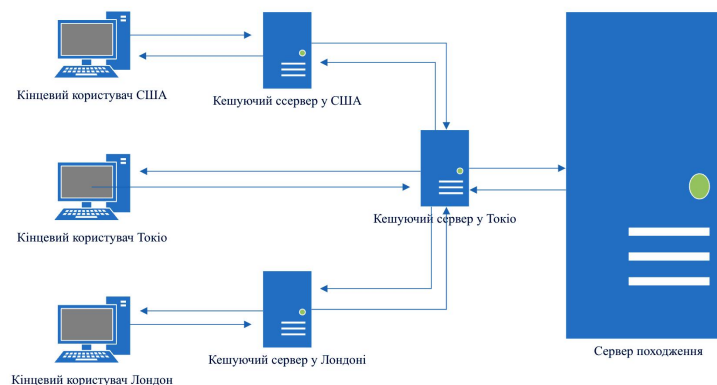 Кінцевий користувач США
Кешуючий ссервер у США
Кінцевий користувач Токіо
Кешуючий сервер у Токіо
Кінцевий користувач Лондон
Кешуючий сервер у Лондоні
Сервер походження